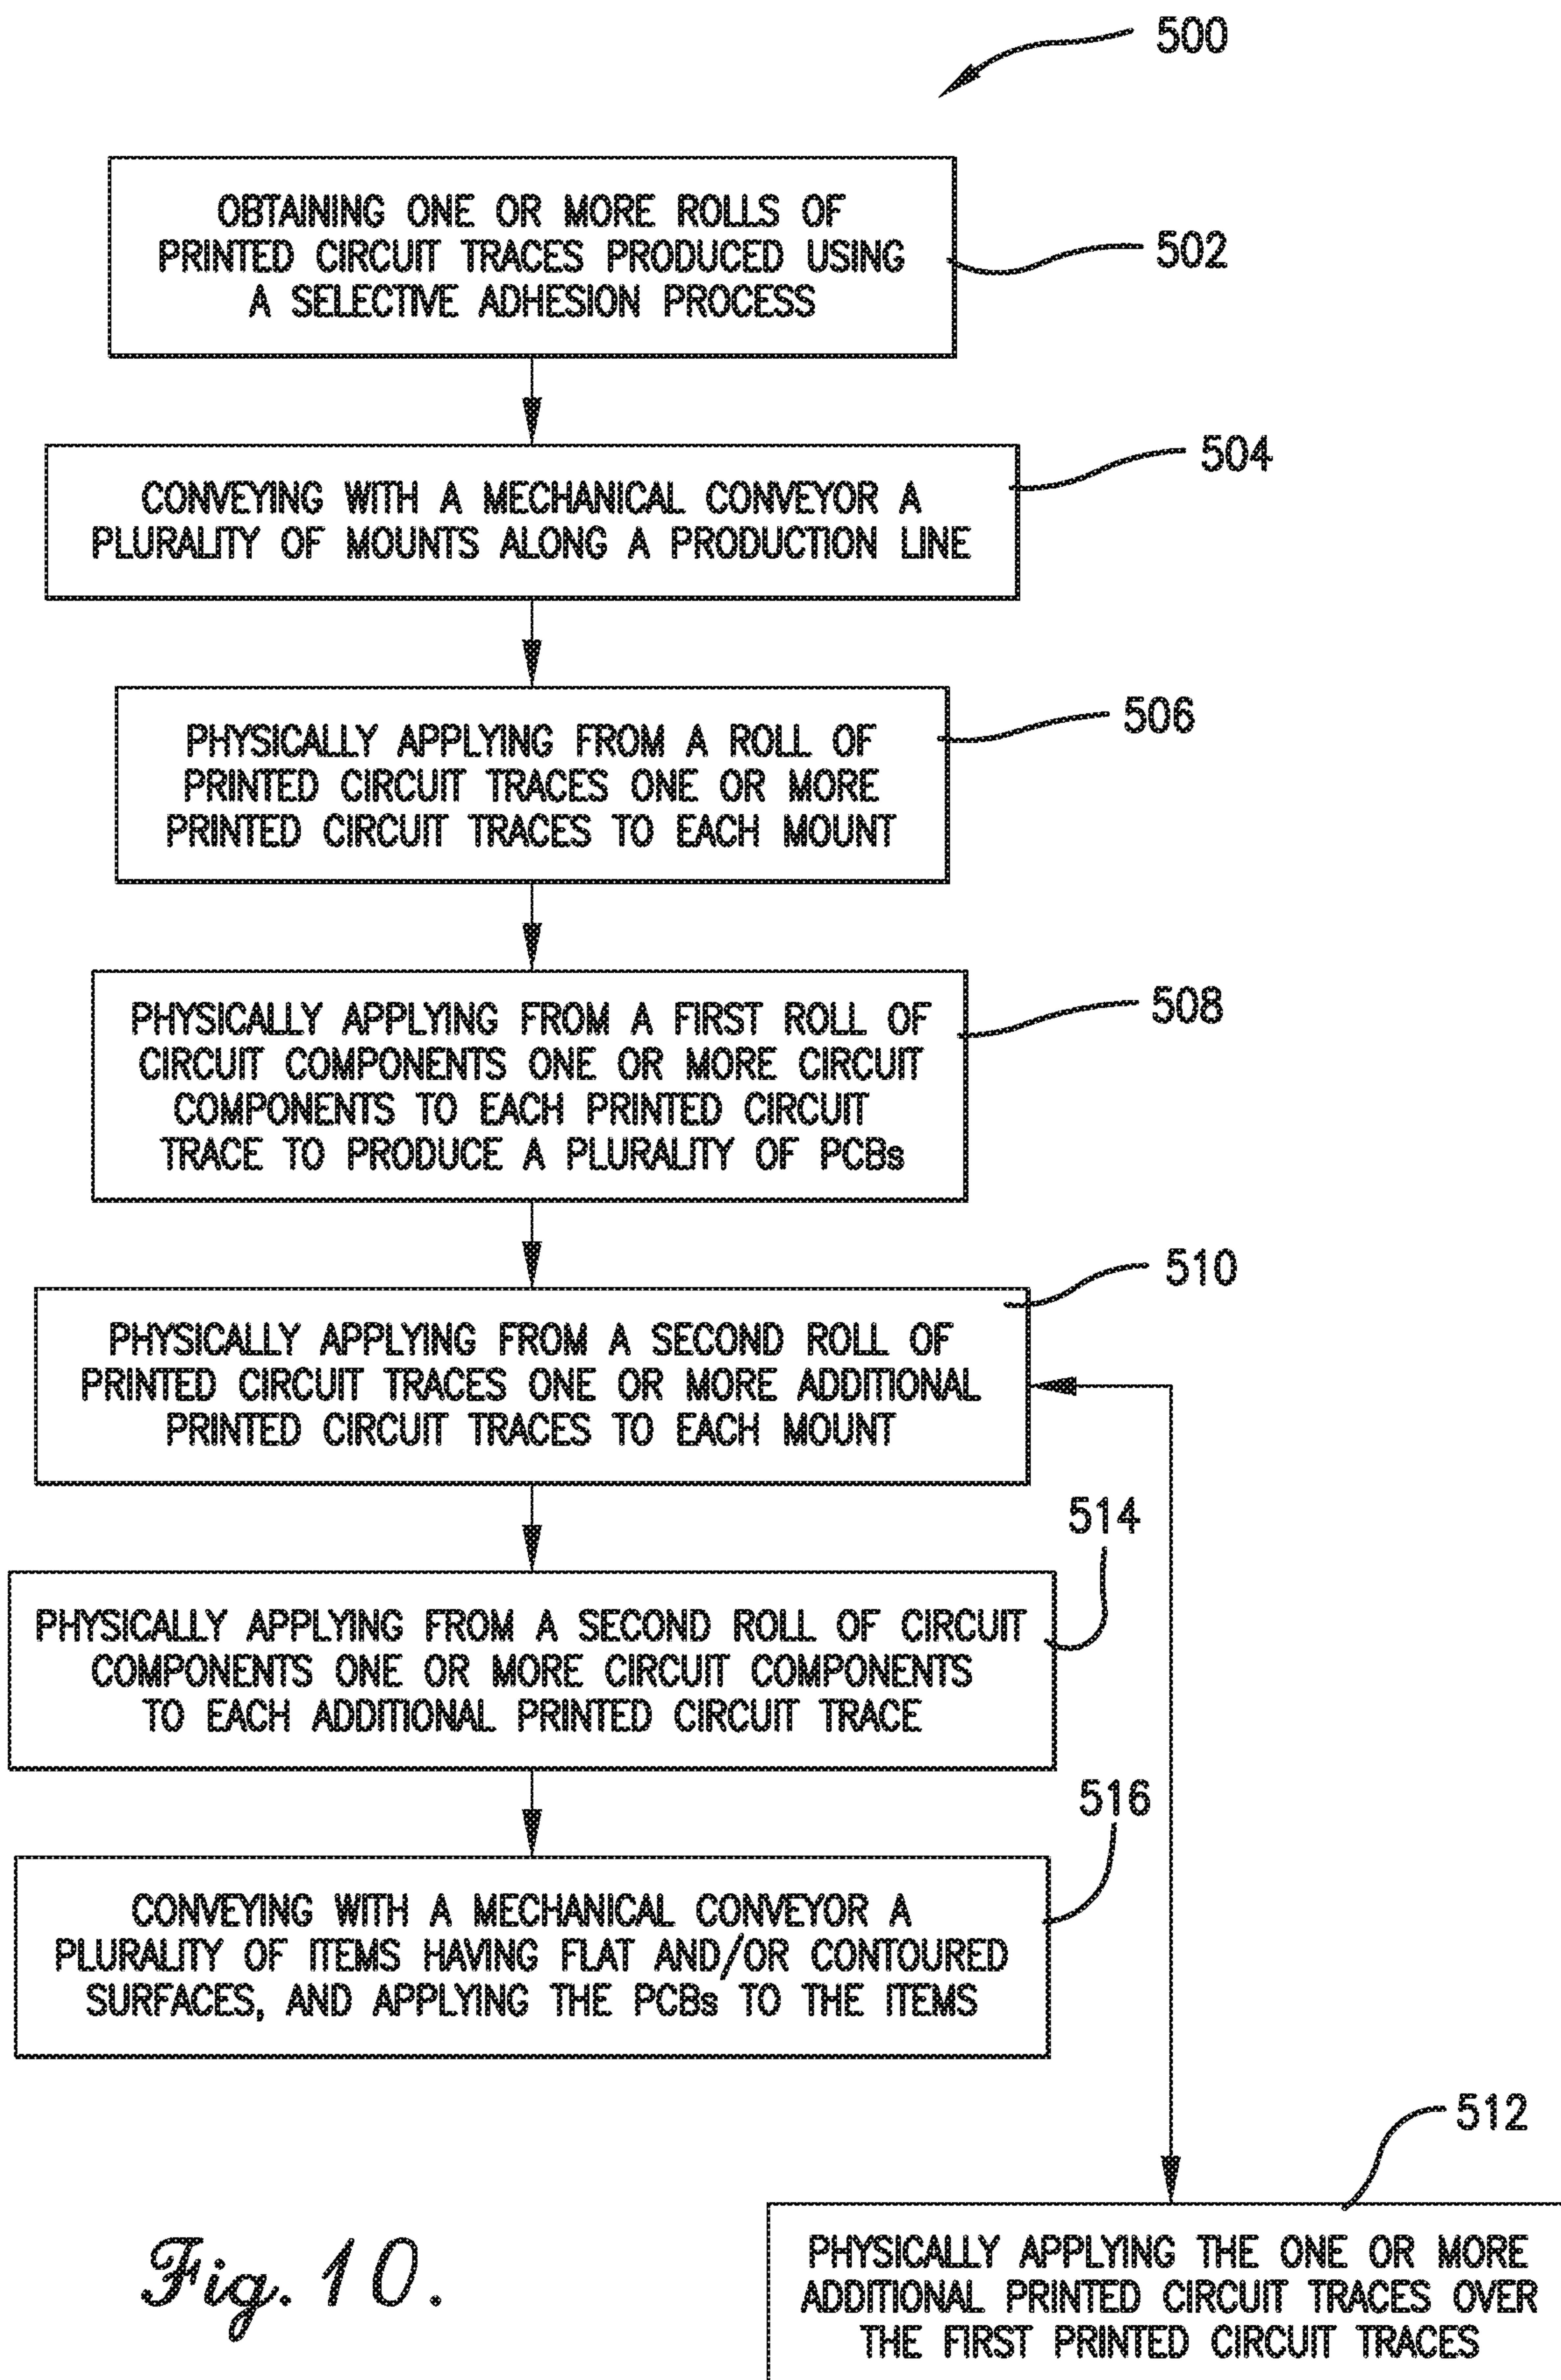 500
OBTAINING ONE OR MORE ROLLS OF
PRINTED CIRCUIT TRACES PRODUCED USING
A SELECTIVE ADHESION PROCESS
502
CONVEYING WITH A MECHANICAL CONVEYOR A
PLURALITY OF MOUNTS ALONG A PRODUCTION LINE
504
PHYSICALLY APPLYING FROM A ROLL OF
PRINTED CIRCUIT TRACES ONE OR MORE
PRINTED CIRCUIT TRACES TO EACH MOUNT
506
PHYSICALLY APPLYING FROM A FIRST ROLL OF
CIRCUIT COMPONENTS ONE OR MORE CIRCUIT
COMPONENTS TO EACH PRINTED CIRCUIT
TRACE TO PRODUCE A PLURALITY OF PCBs
508
PHYSICALLY APPLYING FROM A SECOND ROLL OF
PRINTED CIRCUIT TRACES ONE OR MORE ADDITIONAL
PRINTED CIRCUIT TRACES TO EACH MOUNT
510
PHYSICALLY APPLYING FROM A SECOND ROLL OF CIRCUIT
COMPONENTS ONE OR MORE CIRCUIT COMPONENTS
TO EACH ADDITIONAL PRINTED CIRCUIT TRACE
514
CONVEYING WITH A MECHANICAL CONVEYOR A
PLURALITY OF ITEMS HAVING FLAT AND/OR CONTOURED
SURFACES, AND APPLYING THE PCBs TO THE ITEMS
516
512
PHYSICALLY APPLYING THE ONE OR MORE
ADDITIONAL PRINTED CIRCUIT TRACES OVER
THE FIRST PRINTED CIRCUIT TRACES
Fig. 10.